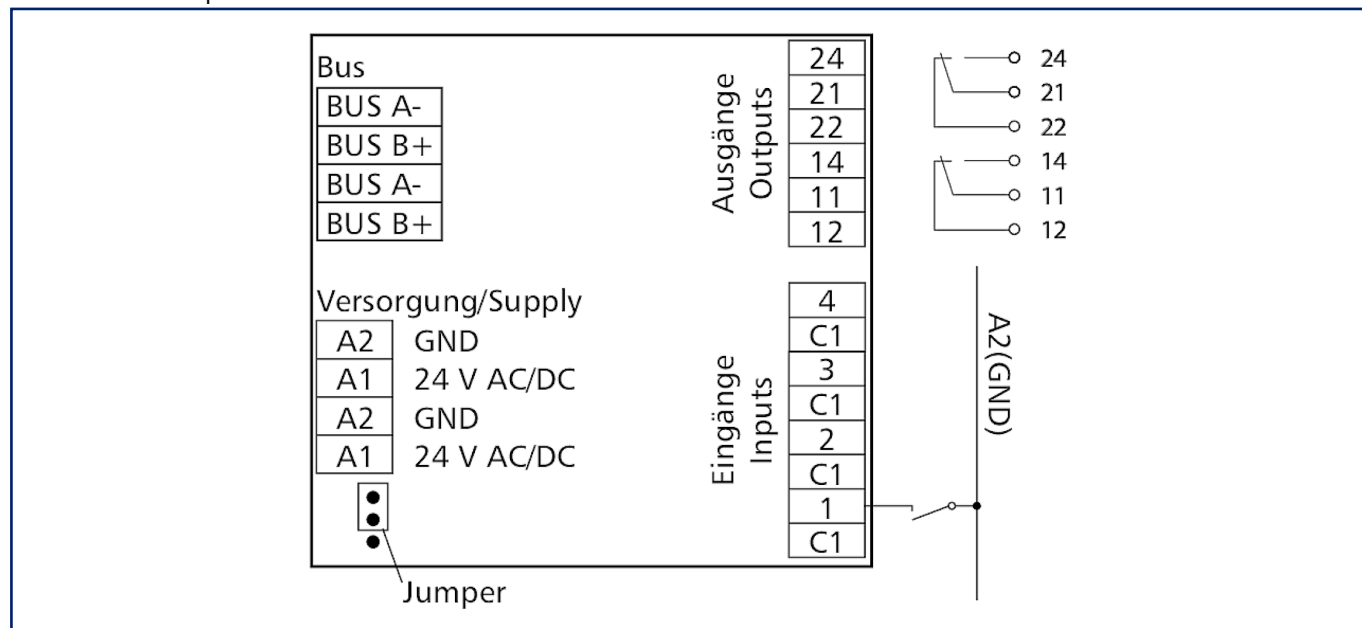 Bus
BUS A-
BUS B+
BUS A-
BUS B+
Versorgung/Supply
A2 GND
A1 24 V AC/DC
A2 GND
A1 24 V AC/DC
Jumper
Ausgänge
Outputs
24
21
22
14
11
12
Eingänge
Inputs
4
C1
3
C1
2
C1
1
C1
24
21
22
14
11
12
A2(GND)